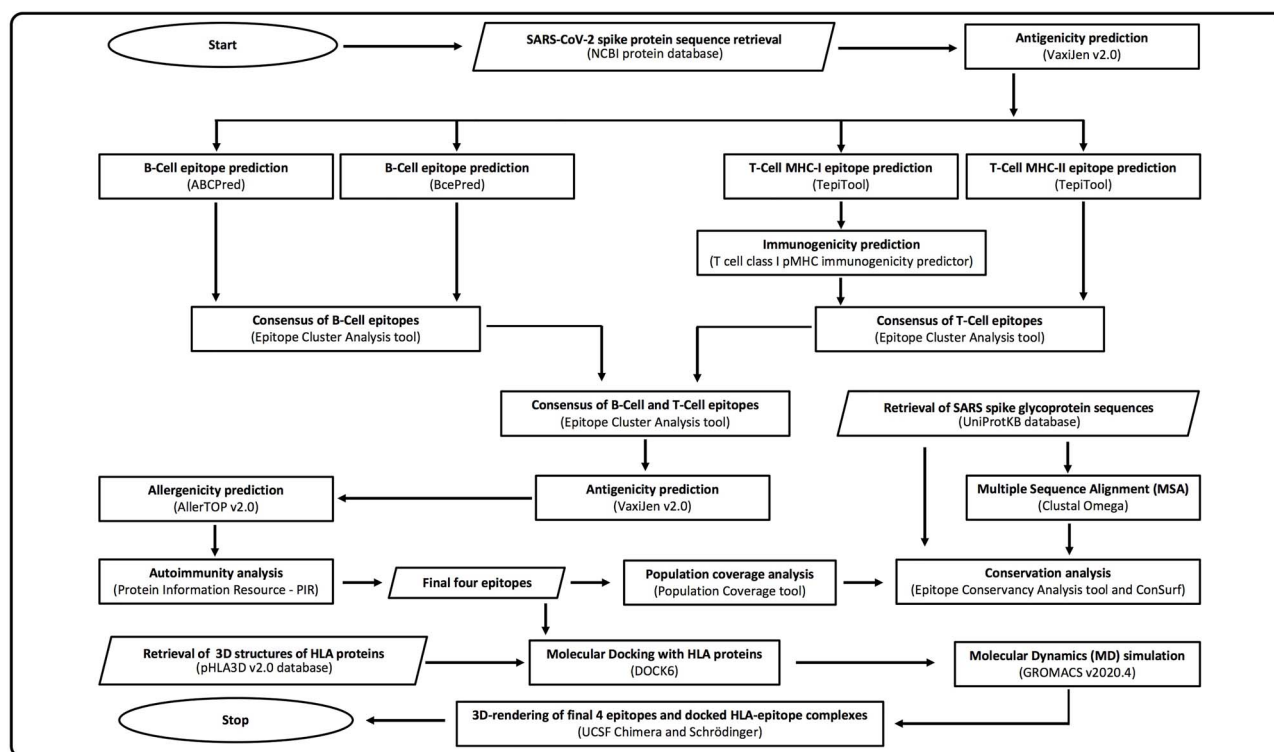 Start
SARS-CoV-2 spike protein sequence retrieval
(NCBI protein database)
Antigenicity prediction
(VaxiJen v2.0)
B-Cell epitope prediction
(ABCPred)
B-Cell epitope prediction
(BcePred)
T-Cell MHC-I epitope prediction
(TepiTool)
T-Cell MHC-II epitope prediction
(TepiTool)
Immunogenicity prediction
(T cell class I pMHC immunogenicity predictor)
Consensus of B-Cell epitopes
(Epitope Cluster Analysis tool)
Consensus of T-Cell epitopes
(Epitope Cluster Analysis tool)
Consensus of B-Cell and T-Cell epitopes
(Epitope Cluster Analysis tool)
Retrieval of SARS spike glycoprotein sequences
(UniProtKB database)
Allergenicity prediction
(AllerTOP v2.0)
Antigenicity prediction
(VaxiJen v2.0)
Multiple Sequence Alignment (MSA)
(Clustal Omega)
Autoimmunity analysis
(Protein Information Resource - PIR)
Final four epitopes
Population coverage analysis
(Population Coverage tool)
Conservation analysis
(Epitope Conservancy Analysis tool and ConSurf)
Retrieval of 3D structures of HLA proteins
(pHLA3D v2.0 database)
Molecular Docking with HLA proteins
(DOCK6)
Molecular Dynamics (MD) simulation
(GROMACS v2020.4)
Stop
3D-rendering of final 4 epitopes and docked HLA-epitope complexes
(UCSF Chimera and Schrödinger)